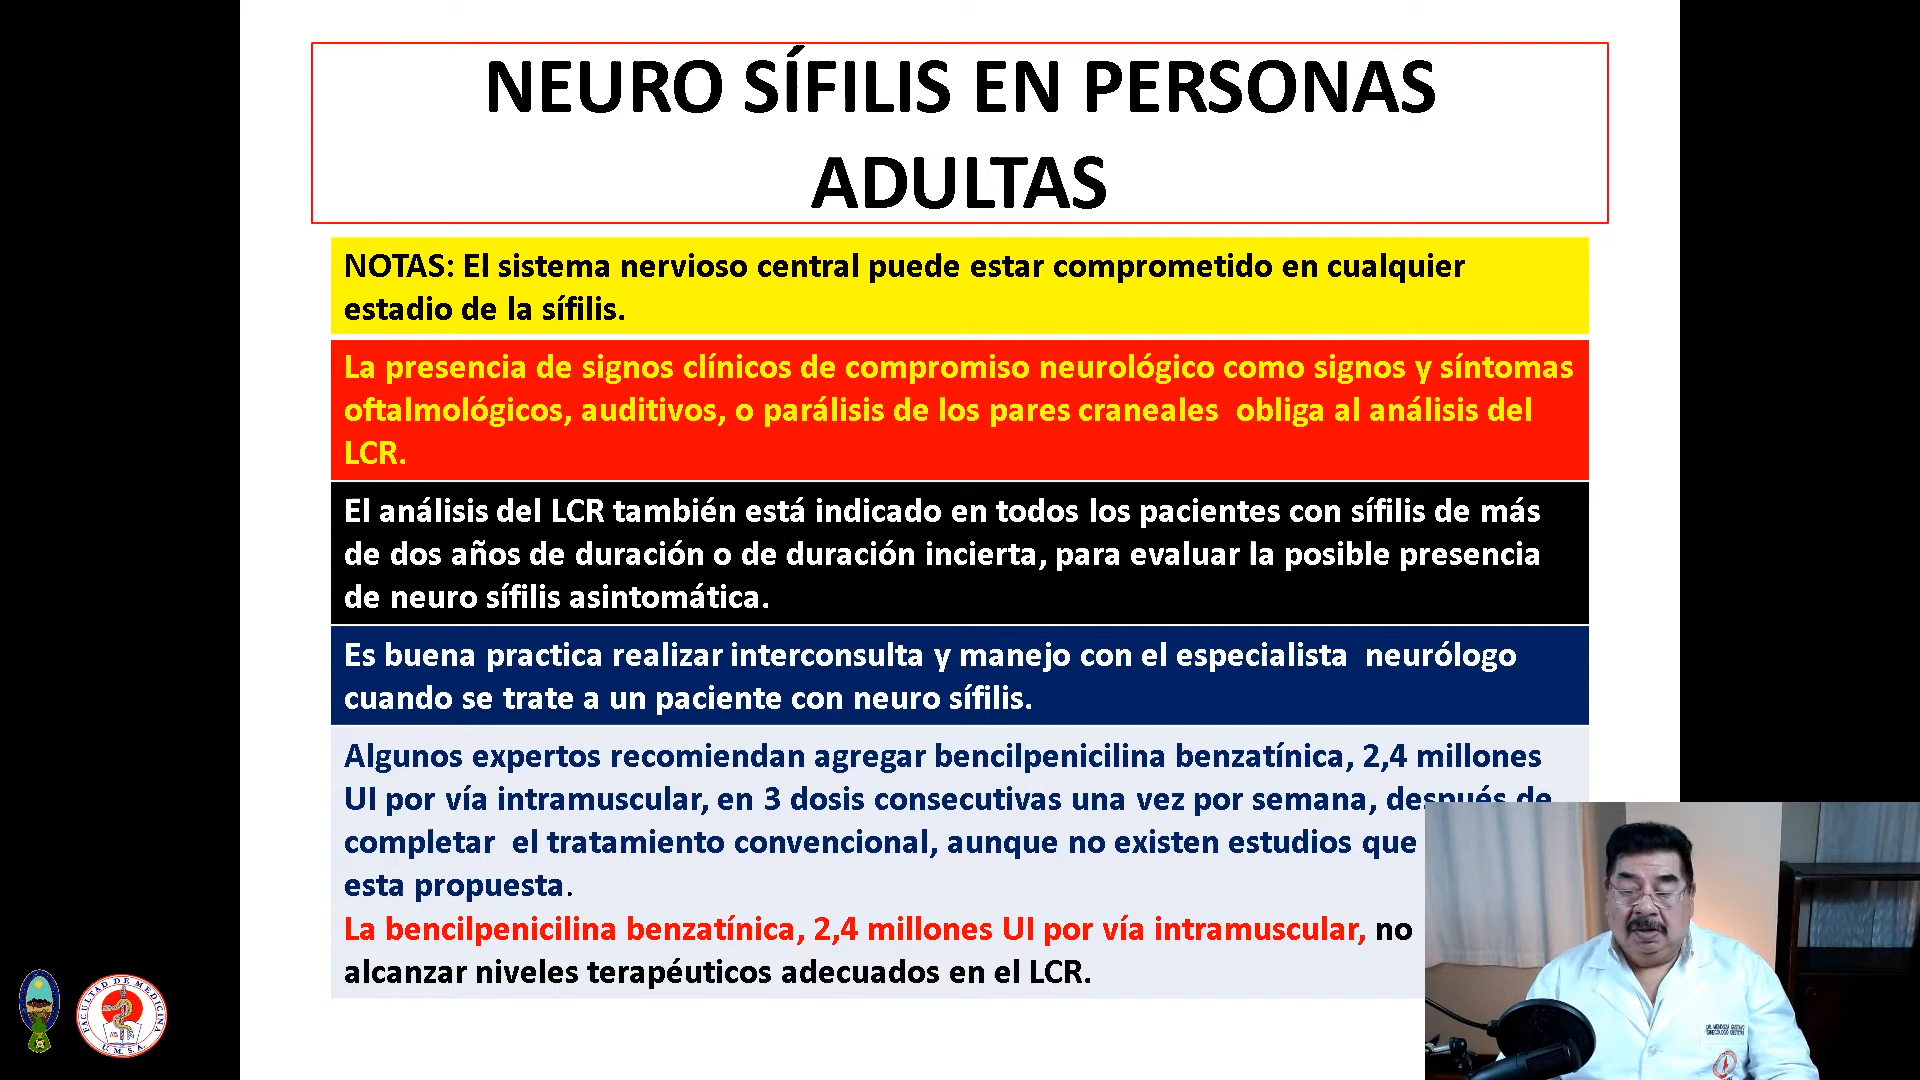 NEURO SÍFILIS EN PERSONAS
ADULTAS
NOTAS: El sistema nervioso central puede estar comprometido en cualquier
estadio de la sífilis.
La presencia de signos clínicos de compromiso neurológico como signos y síntomas
oftalmológicos, auditivos, o parálisis de los pares craneales obliga al análisis del
LCR.
El análisis del LCR también está indicado en todos los pacientes con sífilis de más
de dos años de duración o de duración incierta, para evaluar la posible presencia
de neuro sífilis asintomática.
Es buena practica realizar interconsulta y manejo con el especialista neurólogo
cuando se trate a un paciente con neuro sífilis.
Algunos expertos recomiendan agregar bencilpenicilina benzatínica, 2,4 millones
UI por vía intramuscular, en 3 dosis consecutivas una vez por semana, después de
completar el tratamiento convencional, aunque no existen estudios que
esta propuesta.
La bencilpenicilina benzatínica, 2,4 millones UI por vía intramuscular, no
alcanzar niveles terapéuticos adecuados en el LCR.
FACULTAD DE MEDICINA
U.M.S.A.